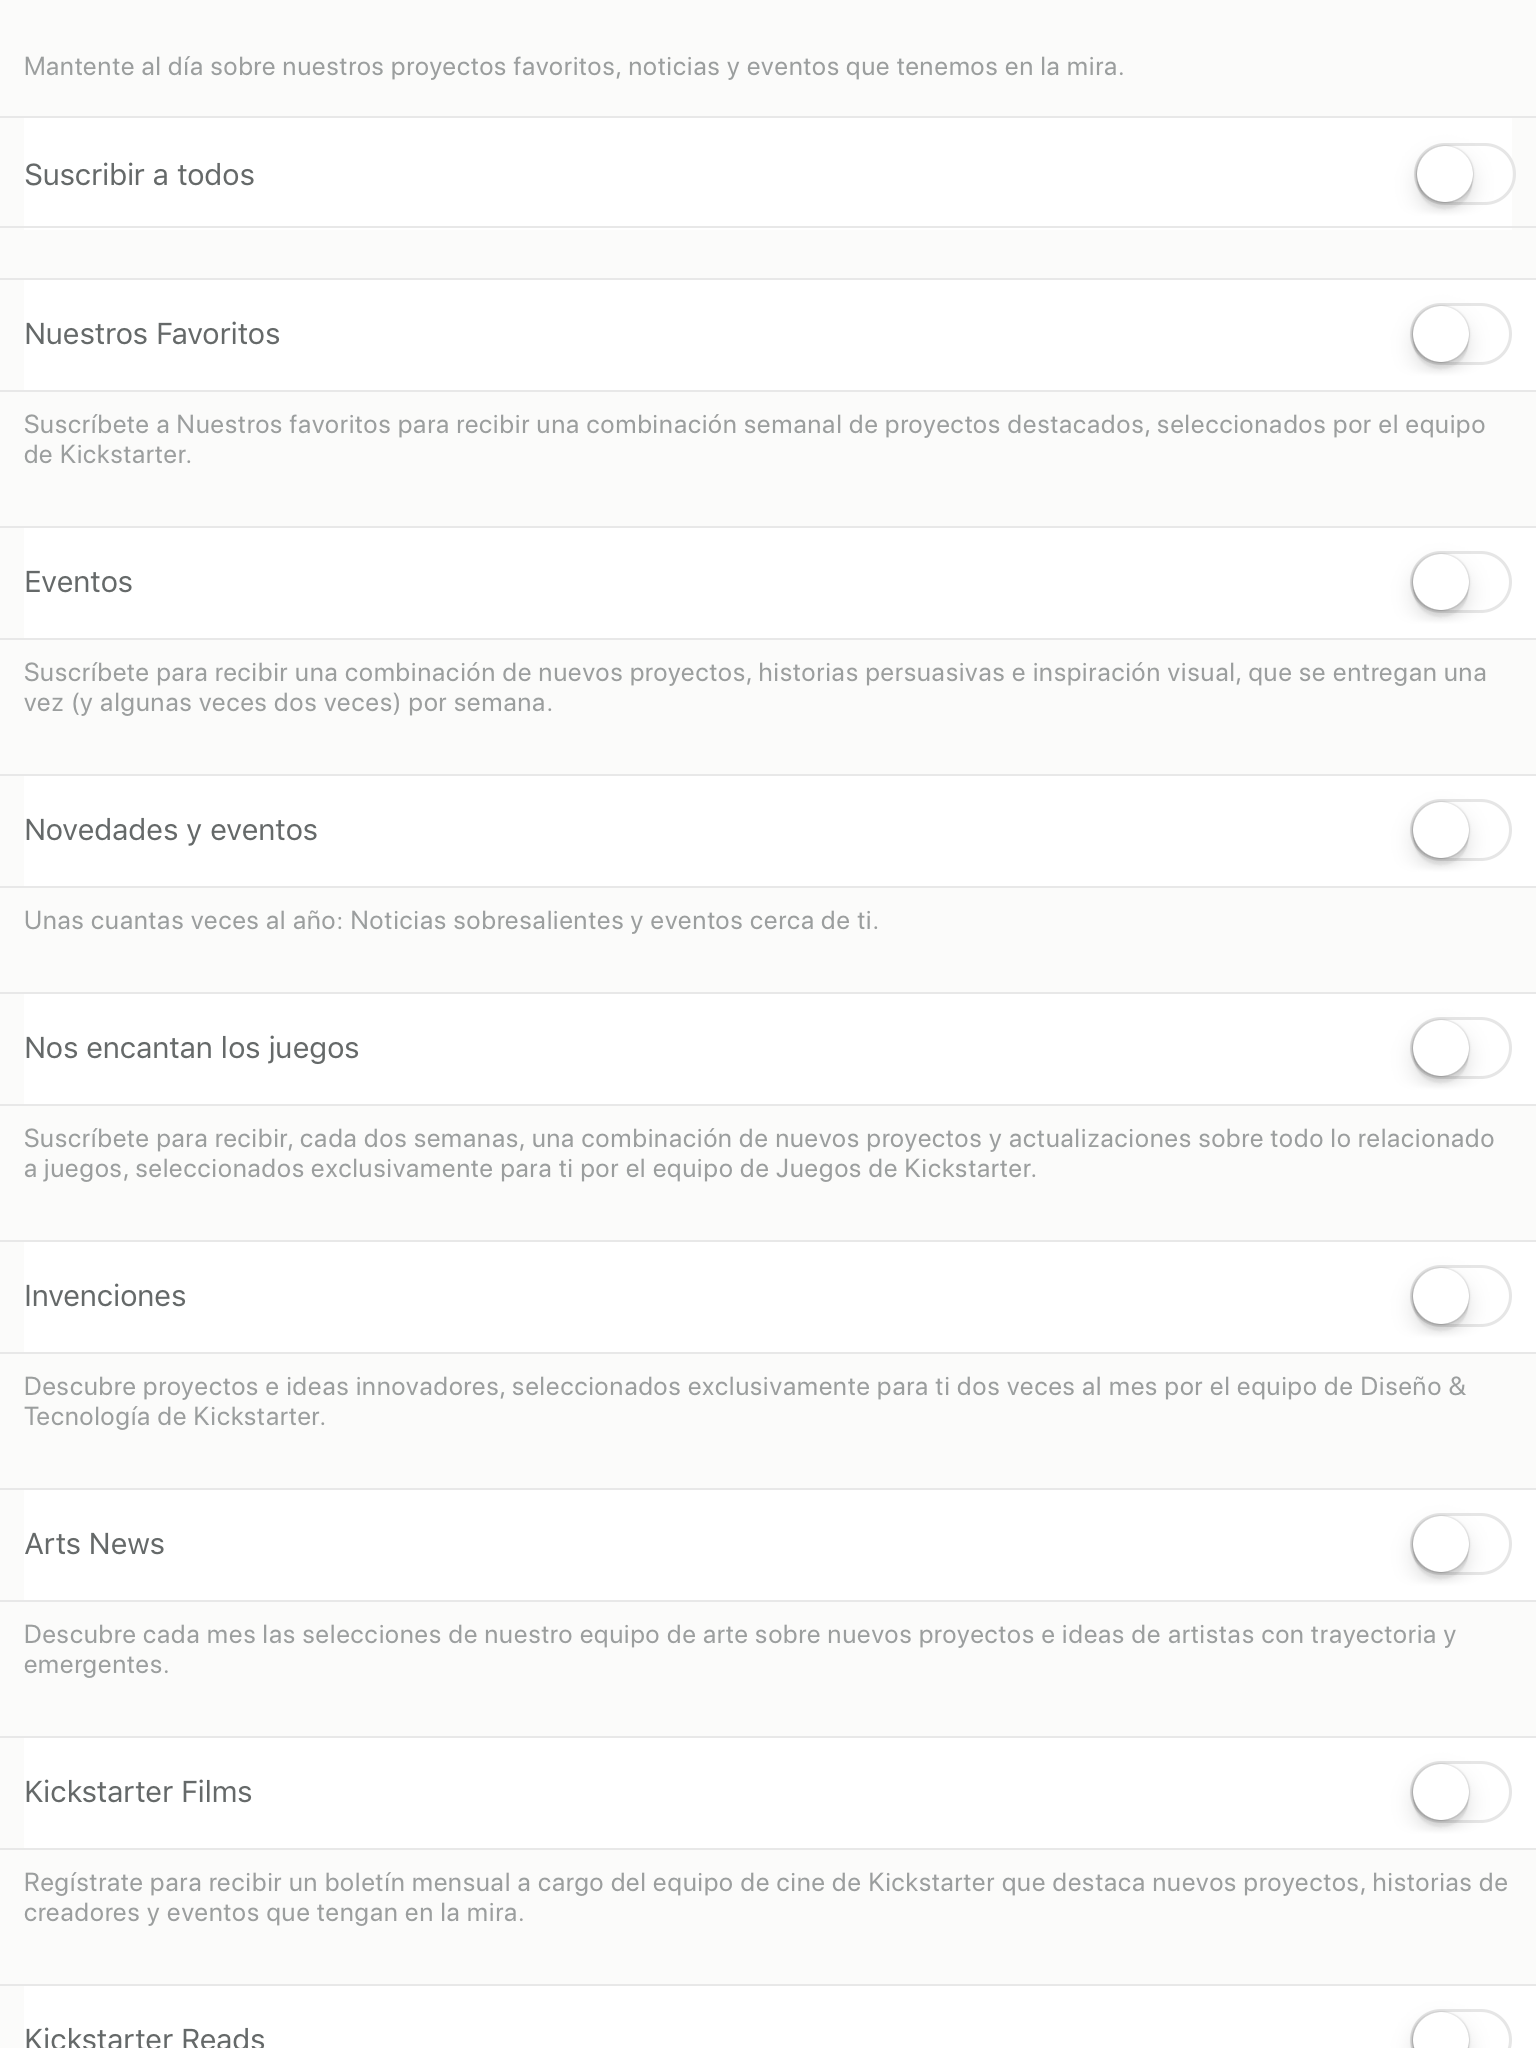 Mantente al día sobre nuestros proyectos favoritos, noticias y eventos que tenemos en la mira.
Suscribir a todos
Nuestros Favoritos
Suscríbete a Nuestros favoritos para recibir una combinación semanal de proyectos destacados, seleccionados por el equipo
de Kickstarter.
Eventos
Suscríbete para recibir una combinación de nuevos proyectos, historias persuasivas e inspiración visual, que se entregan una
vez (y algunas veces dos veces) por semana.
Novedades y eventos
Unas cuantas veces al año: Noticias sobresalientes y eventos cerca de ti.
Nos encantan los juegos
Suscríbete para recibir, cada dos semanas, una combinación de nuevos proyectos y actualizaciones sobre todo lo relacionado
a juegos, seleccionados exclusivamente para ti por el equipo de Juegos de Kickstarter.
Invenciones
Descubre proyectos e ideas innovadores, seleccionados exclusivamente para ti dos veces al mes por el equipo de Diseño &
Tecnología de Kickstarter.
Arts News
Descubre cada mes las selecciones de nuestro equipo de arte sobre nuevos proyectos e ideas de artistas con trayectoria y
emergentes.
Kickstarter Films
Regístrate para recibir un boletín mensual a cargo del equipo de cine de Kickstarter que destaca nuevos proyectos, historias de
creadores y eventos que tengan en la mira.
Kickstarter Reads